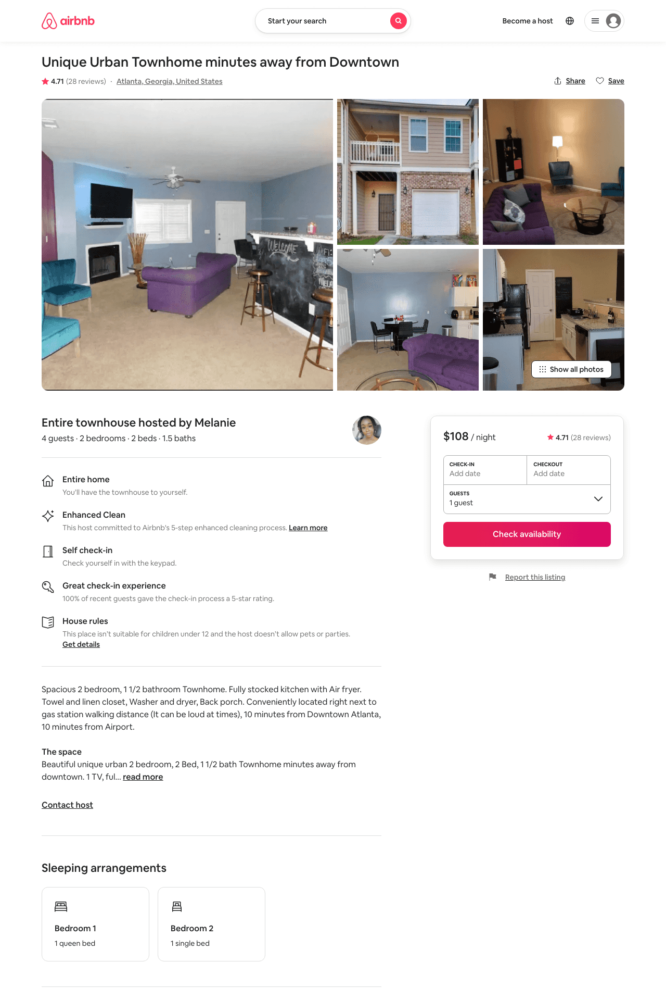 airbnb
Start your search
Become a host
Unique Urban Townhome minutes away from Downtown
4.71 (28 reviews) · Atlanta, Georgia, United States
Share
Save
WELCOME
WiFi:
Show all photos
Entire townhouse hosted by Melanie
4 guests · 2 bedrooms · 2 beds · 1.5 baths
Entire home
You'll have the townhouse to yourself.
Enhanced Clean
This host committed to Airbnb's 5-step enhanced cleaning process. Learn more
Self check-in
Check yourself in with the keypad.
Great check-in experience
100% of recent guests gave the check-in process a 5-star rating.
House rules
This place isn't suitable for children under 12 and the host doesn't allow pets or parties.
Get details
Spacious 2 bedroom, 1 1/2 bathroom Townhome. Fully stocked kitchen with Air fryer.
Towel and linen closet, Washer and dryer, Back porch. Conveniently located right next to
gas station walking distance (It can be loud at times), 10 minutes from Downtown Atlanta,
10 minutes from Airport.
The space
Beautiful unique urban 2 bedroom, 2 Bed, 1 1/2 bath Townhome minutes away from
downtown. 1 TV, ful... read more
Contact host
Sleeping arrangements
Bedroom 1
1 queen bed
Bedroom 2
1 single bed
$108 / night
4.71 (28 reviews)
CHECK-IN
Add date
CHECKOUT
Add date
GUESTS
1 guest
Check availability
Report this listing